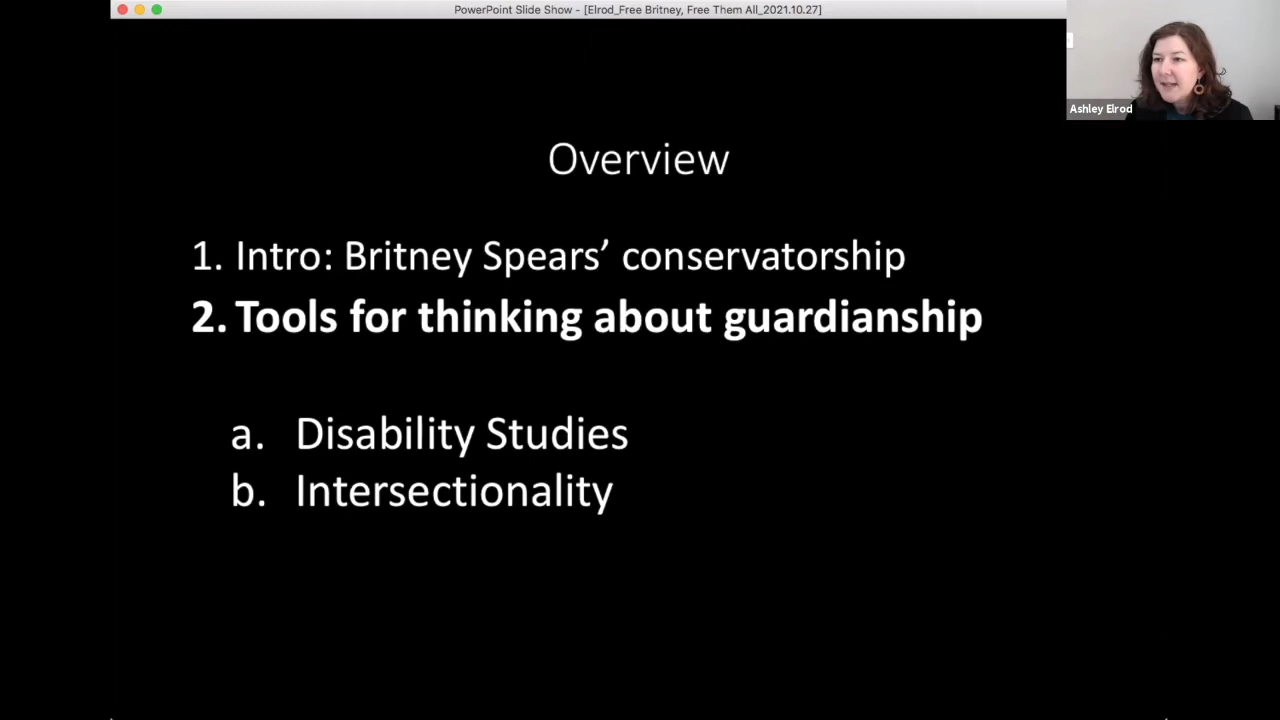 PowerPoint Slide Show - [Elrod_Free Britney, Free Them All_2021.10.27]
Ashley Elrod
Overview
1. Intro: Britney Spears’ conservatorship
2. Tools for thinking about guardianship
a. Disability Studies
b. Intersectionality